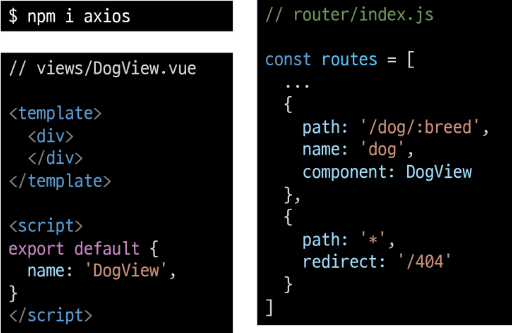 $ npm i axios
// views/DogView.vue
<template>
  <div>
  </div>
</template>
<script>
export default {
  name: 'DogView',
}
</script>
// router/index.js
const routes = [
  ...
  {
    path: '/dog/:breed',
    name: 'dog',
    component: DogView
  },
  {
    path: '*',
    redirect: '/404'
  }
]